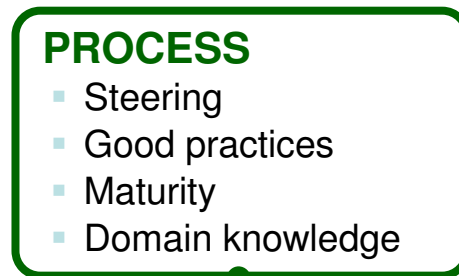 PROCESS
Steering
Good practices
Maturity
Domain knowledge